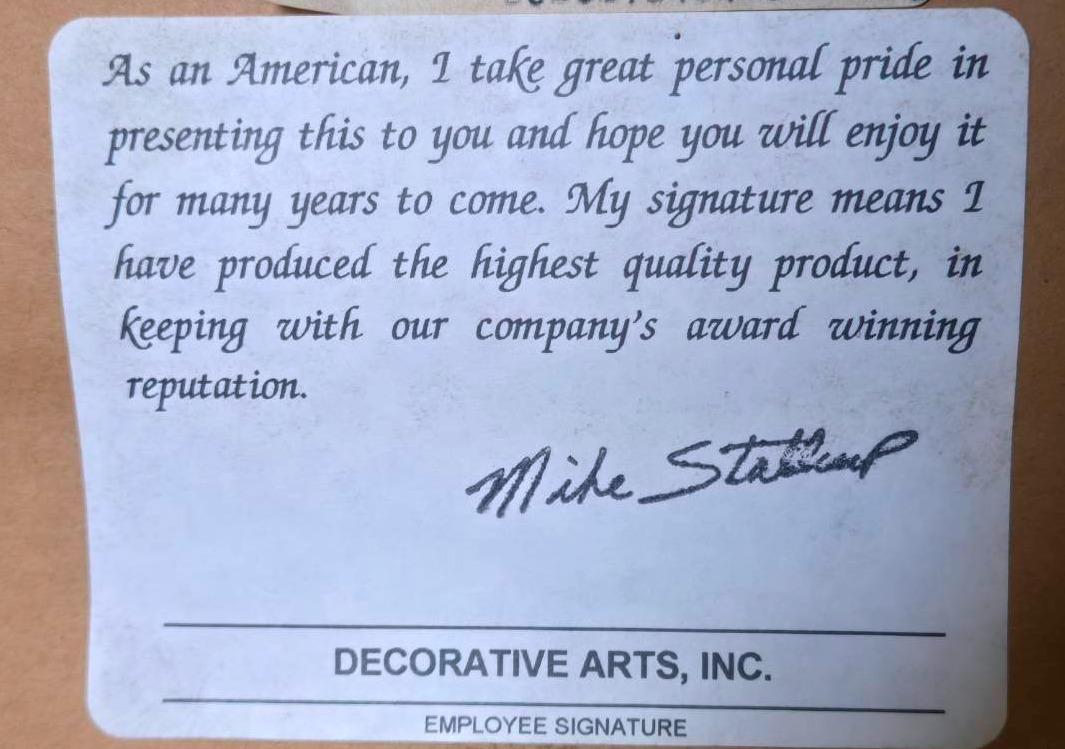 As an American, I take great personal pride in
presenting this to you and hope you will enjoy it
for many years to come. My signature means I
have produced the highest quality product, in
keeping with our company's award winning
reputation.
Mike
DECORATIVE ARTS, INC.
EMPLOYEE SIGNATURE